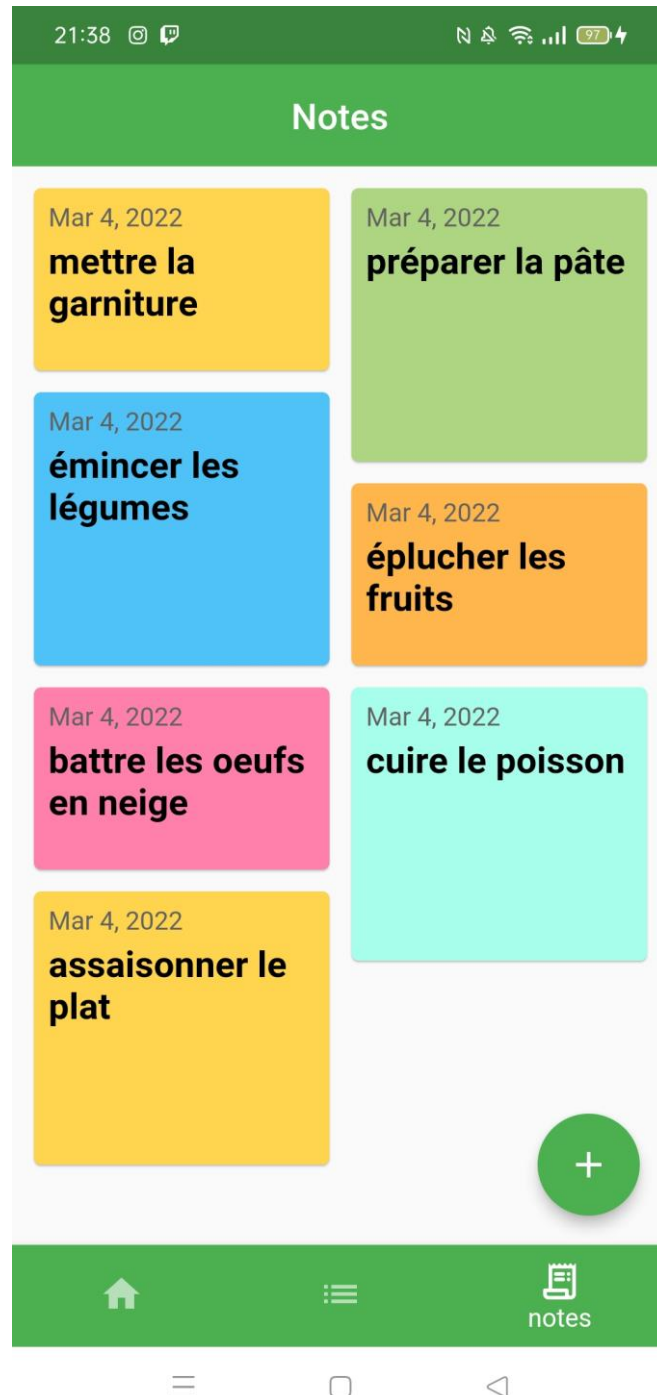 21:38
97
Notes
Mar 4, 2022
mettre la
garniture
Mar 4, 2022
préparer la pâte
Mar 4, 2022
émincer les
légumes
Mar 4, 2022
éplucher les
fruits
Mar 4, 2022
battre les oeufs
en neige
Mar 4, 2022
cuire le poisson
Mar 4, 2022
assaisonner le
plat
+
notes